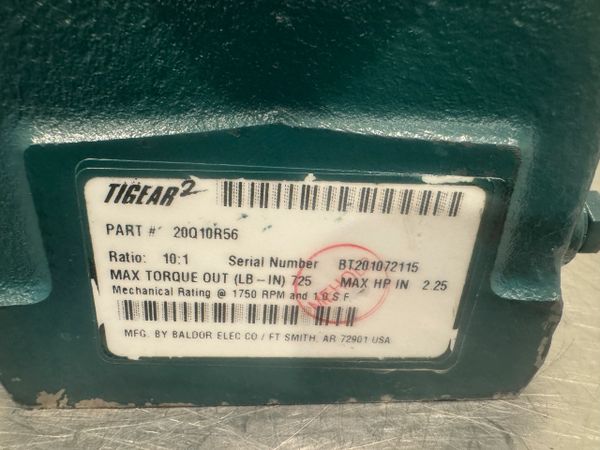 TIGEAR2
PART # 20Q10R56
Ratio: 10:1 Serial Number BT201072115
MAX TORQUE OUT (LB-IN) 725 MAX HP IN 2.25
Mechanical Rating @ 1750 RPM and 1.0 S.F.
MFG. BY BALDOR ELEC CO / FT SMITH, AR 72901 USA